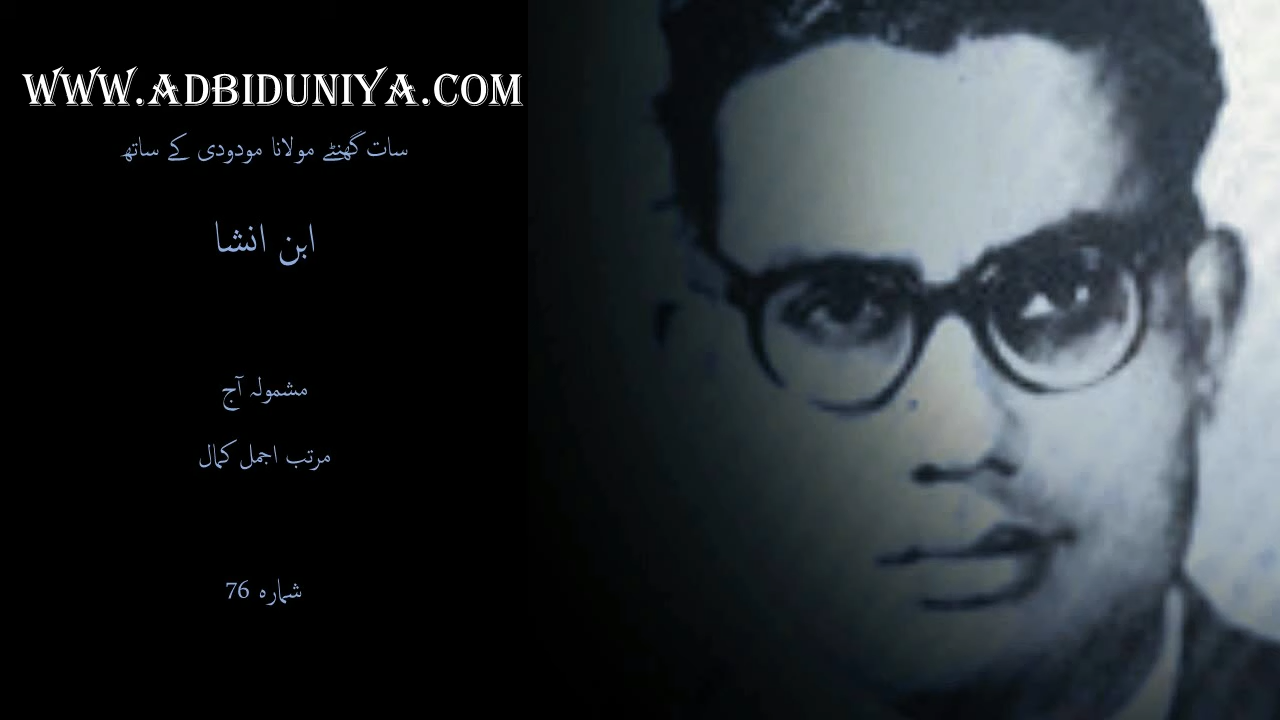 WWW.ADBIDUNIYA.COM
سات گھنٹے مولانا مودودی کے ساتھ
ابن انشا
مشمولہ آج
مرتب اجمل کمال
شمارہ 76